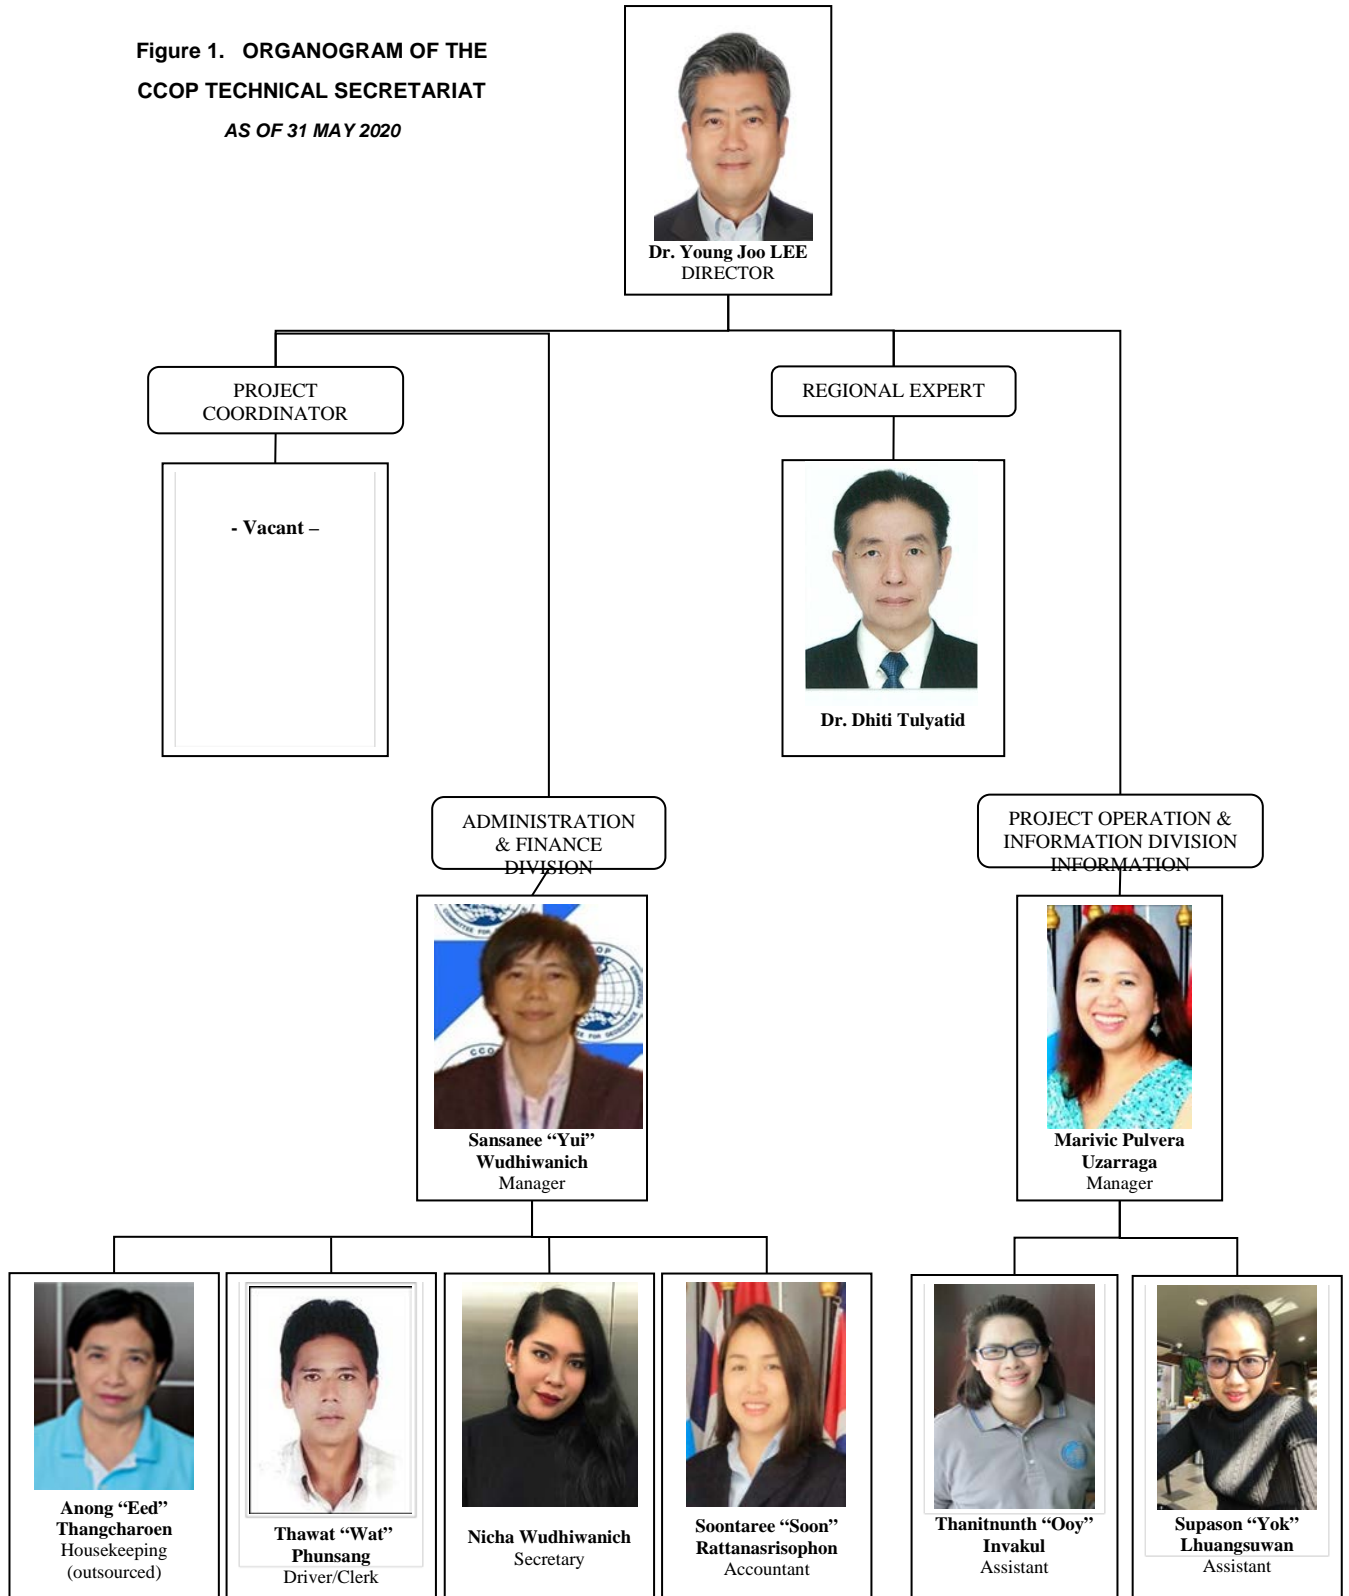 Figure 1. ORGANOGRAM OF THE
CCOP TECHNICAL SECRETARIAT
AS OF 31 MAY 2020
Dr. Young Joo LEE
DIRECTOR
PROJECT
COORDINATOR
REGIONAL EXPERT
- Vacant –
Dr. Dhiti Tulyatid
ADMINISTRATION
& FINANCE
DIVISION
PROJECT OPERATION &
INFORMATION DIVISION
INFORMATION
Sansanee “Yui”
Wudhiwanich
Manager
Marivic Pulvera
Uzarraga
Manager
Anong “Eed”
Thangcharoen
Housekeeping
(outsourced)
Thawat “Wat”
Phunsang
Driver/Clerk
Nicha Wudhiwanich
Secretary
Soontaree “Soon”
Rattanasrisophon
Accountant
Thanitnunth “Ooy”
Invakul
Assistant
Supason “Yok”
Lhuangsuwan
Assistant